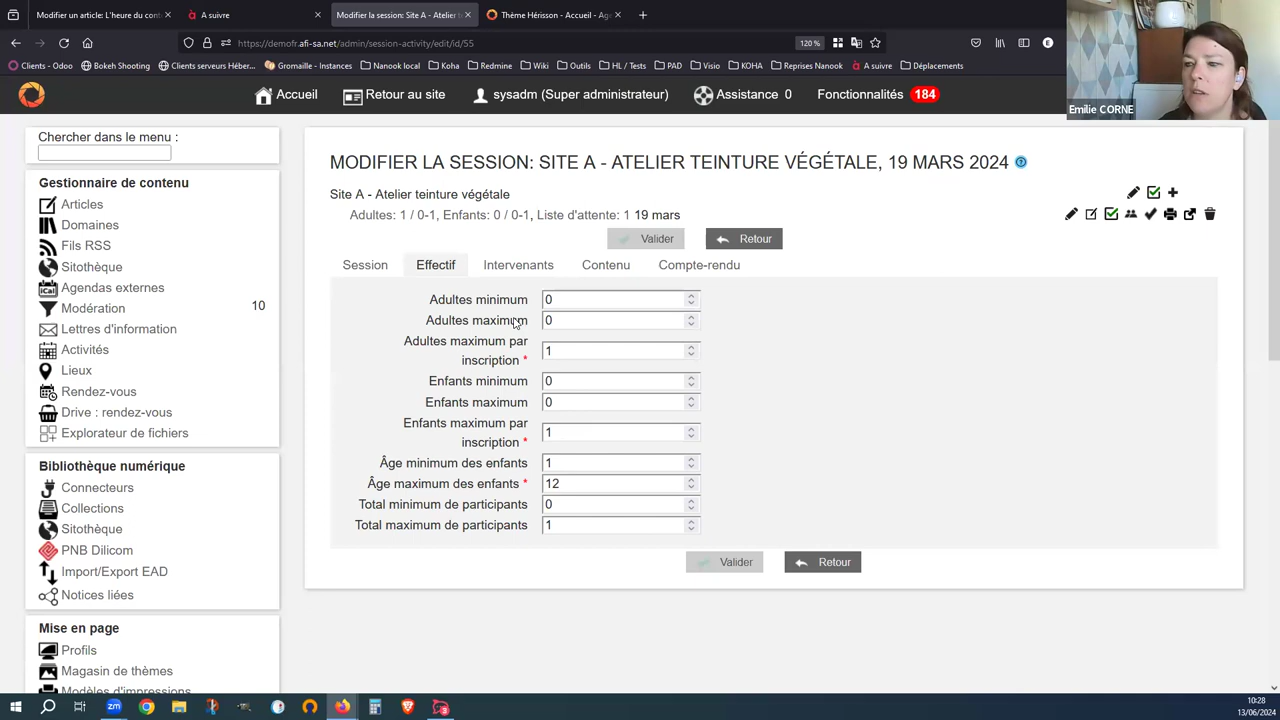 Modifier un article: L'heure du cont
A suivre
Modifier la session: Site A - Atelier t
Thème Hérisson - Accueil - Age
https://demofr.afi-sa.net/admin/session-activity/edit/id/55
120 %
Clients - Odoo
Bokeh Shooting
Clients serveurs Héber…
Gromaille - Instances
Nanook local
Koha
Redmine
Wiki
Outils
HL / Tests
PAD
Visio
KOHA
Reprises Nanook
A suivre
Déplacements
Emilie CORNE
Accueil
Retour au site
sysadm (Super administrateur)
Assistance 0
Fonctionnalités 184
Chercher dans le menu :
Gestionnaire de contenu
Articles
Domaines
Fils RSS
Sitothèque
Agendas externes
Modération 10
Lettres d'information
Activités
Lieux
Rendez-vous
Drive : rendez-vous
Explorateur de fichiers
Bibliothèque numérique
Connecteurs
Collections
Sitothèque
PNB Dilicom
Import/Export EAD
Notices liées
Mise en page
Profils
Magasin de thèmes
Modèles d'impressions
MODIFIER LA SESSION: SITE A - ATELIER TEINTURE VÉGÉTALE, 19 MARS 2024
Site A - Atelier teinture végétale
Adultes: 1 / 0-1, Enfants: 0 / 0-1, Liste d'attente: 1 19 mars
Valider Retour
Session Effectif Intervenants Contenu Compte-rendu
Adultes minimum 0
Adultes maximum 0
Adultes maximum par
inscription * 1
Enfants minimum 0
Enfants maximum 0
Enfants maximum par
inscription * 1
Âge minimum des enfants 1
Âge maximum des enfants * 12
Total minimum de participants 0
Total maximum de participants 1
Valider Retour
10:28
13/06/2024